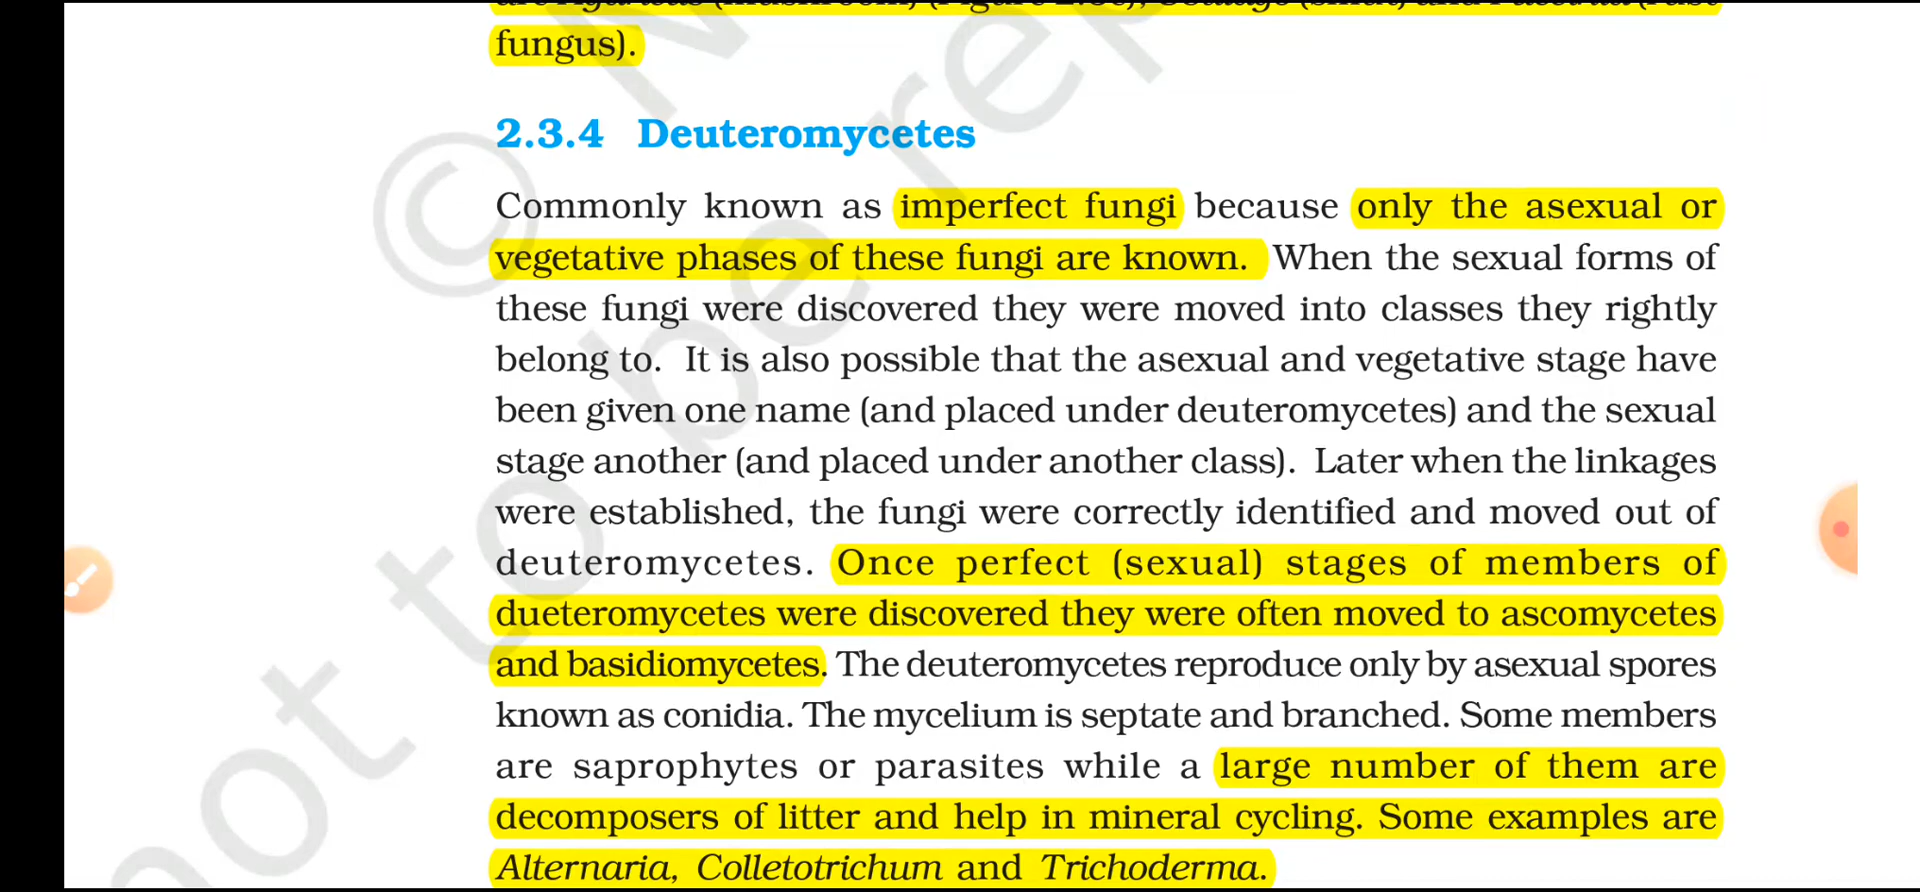 fungus).
2.3.4 Deuteromycetes
Commonly known as imperfect fungi because only the asexual or
vegetative phases of these fungi are known. When the sexual forms of
these fungi were discovered they were moved into classes they rightly
belong to. It is also possible that the asexual and vegetative stage have
been given one name (and placed under deuteromycetes) and the sexual
stage another (and placed under another class). Later when the linkages
were established, the fungi were correctly identified and moved out of
deuteromycetes. Once perfect (sexual) stages of members of
dueteromycetes were discovered they were often moved to ascomycetes
and basidiomycetes. The deuteromycetes reproduce only by asexual spores
known as conidia. The mycelium is septate and branched. Some members
are saprophytes or parasites while a large number of them are
decomposers of litter and help in mineral cycling. Some examples are
Alternaria, Colletotrichum and Trichoderma.
© N
not to be rep